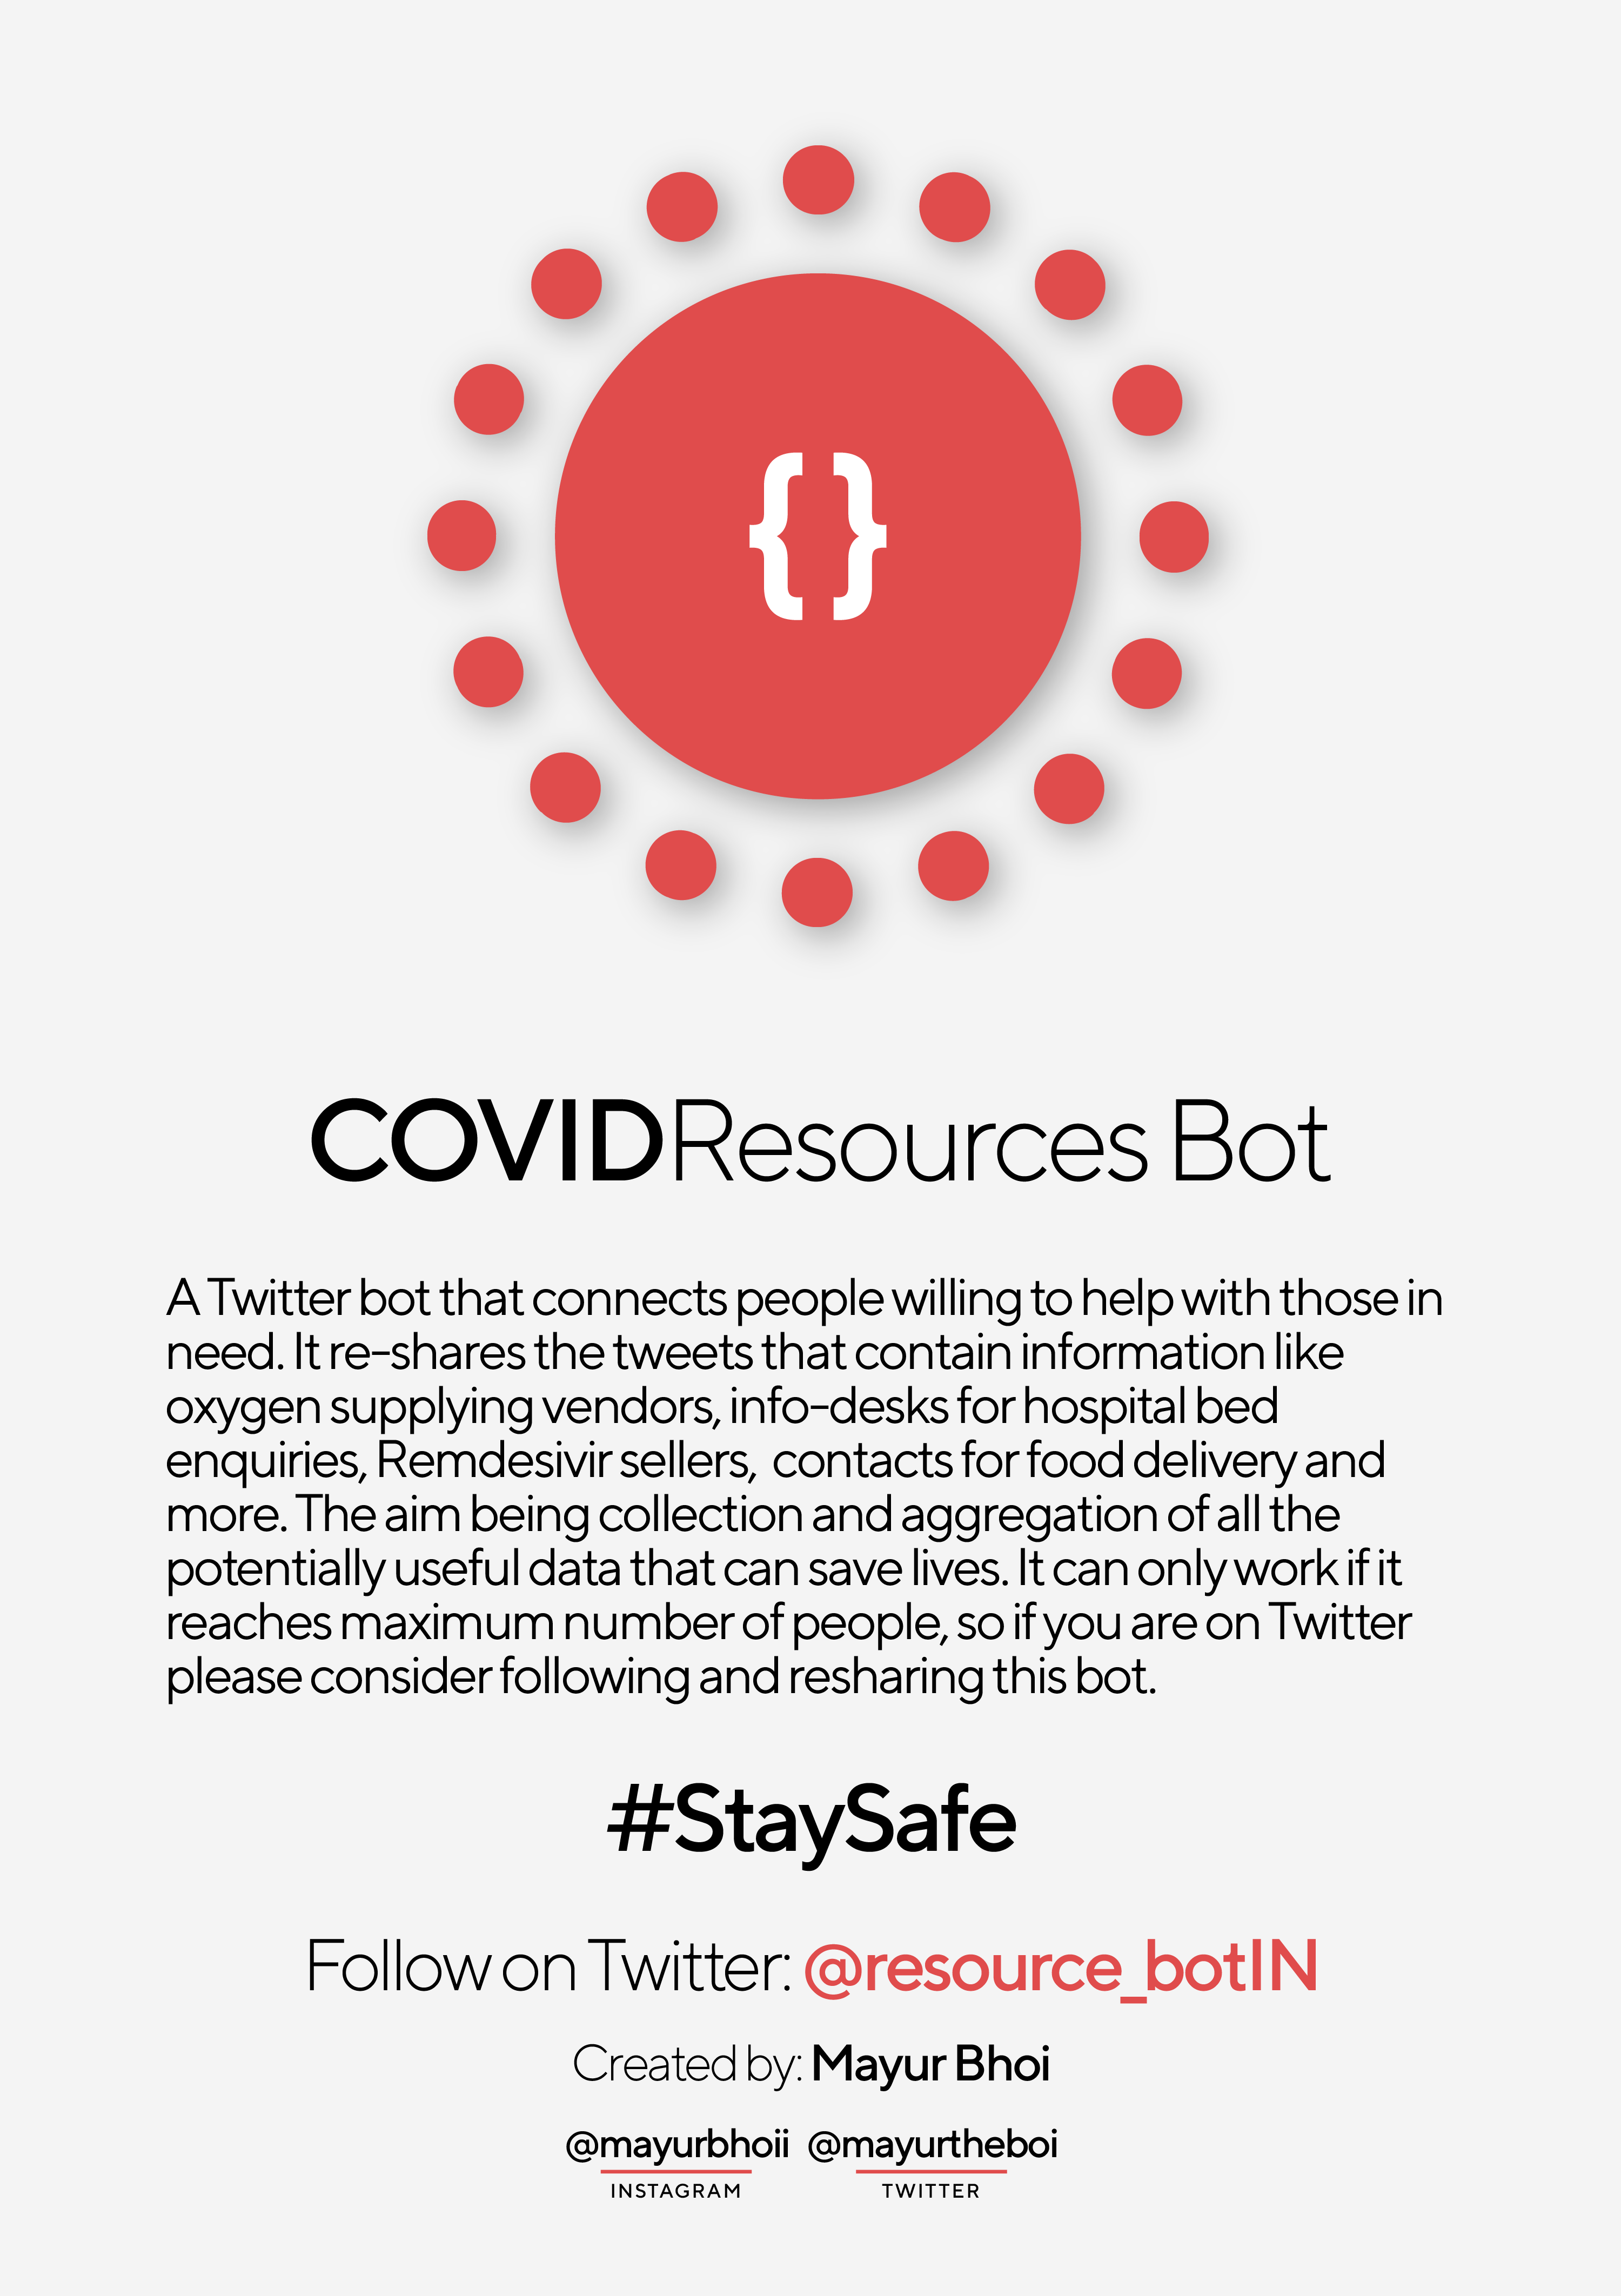 {}
COVIDResources Bot
A Twitter bot that connects people willing to help with those in
need. It re-shares the tweets that contain information like
oxygen supplying vendors, info-desks for hospital bed
enquiries, Remdesivir sellers,  contacts for food delivery and
more. The aim being collection and aggregation of all the
potentially useful data that can save lives. It can only work if it
reaches maximum number of people, so if you are on Twitter
please consider following and resharing this bot.
#StaySafe
Follow on Twitter: @resource_botIN
Created by: Mayur Bhoi
@mayurbhoii @mayurtheboi
INSTAGRAM TWITTER